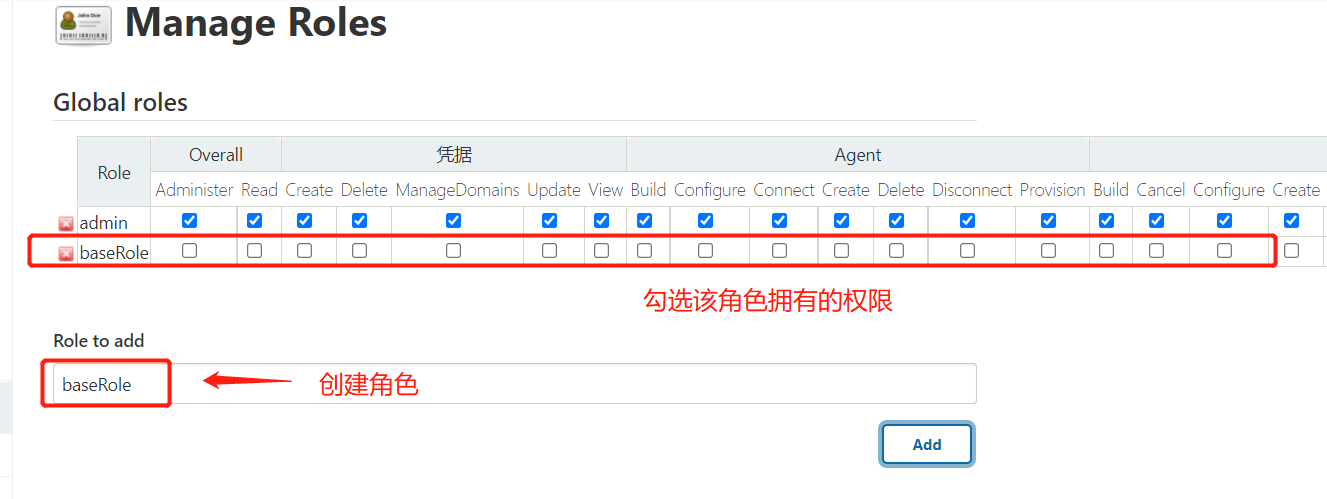 John Doe
Manage Roles
Global roles
Role Overall 凭据 Agent
Administer Read Create Delete ManageDomains Update View Build Configure Connect Create Delete Disconnect Provision Build Cancel Configure Create
admin
baseRole
勾选该角色拥有的权限
Role to add
baseRole
创建角色
Add